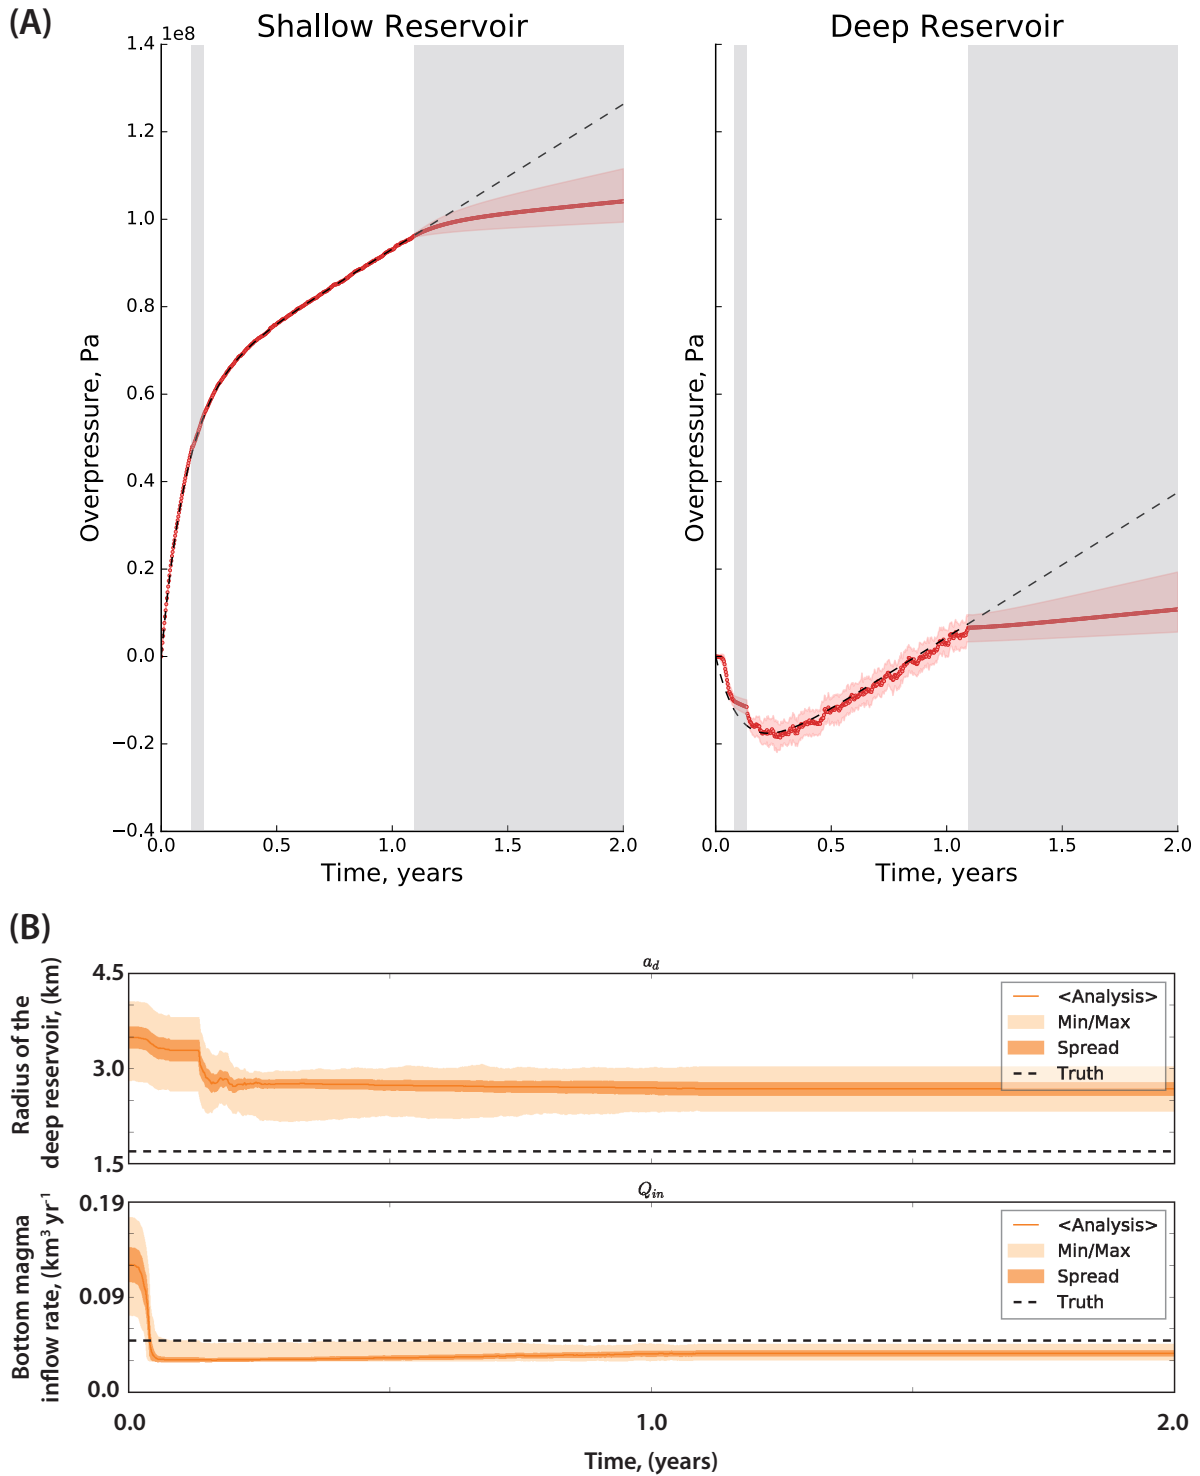 (A)
Shallow Reservoir
Deep Reservoir
1e8
1.4
1.2
1.0
0.8
0.6
0.4
0.2
0.0
−0.2
−0.4
Overpressure, Pa
Overpressure, Pa
0.0 0.5 1.0 1.5 2.0
0.0 0.5 1.0 1.5 2.0
Time, years
Time, years
(B)
a_d
4.5
3.0
1.5
Radius of the
deep reservoir, (km)
<Analysis>
Min/Max
Spread
Truth
Q_in
0.19
0.09
0.0
Bottom magma
inflow rate, (km³ yr⁻¹
<Analysis>
Min/Max
Spread
Truth
0.0 1.0 2.0
Time, (years)